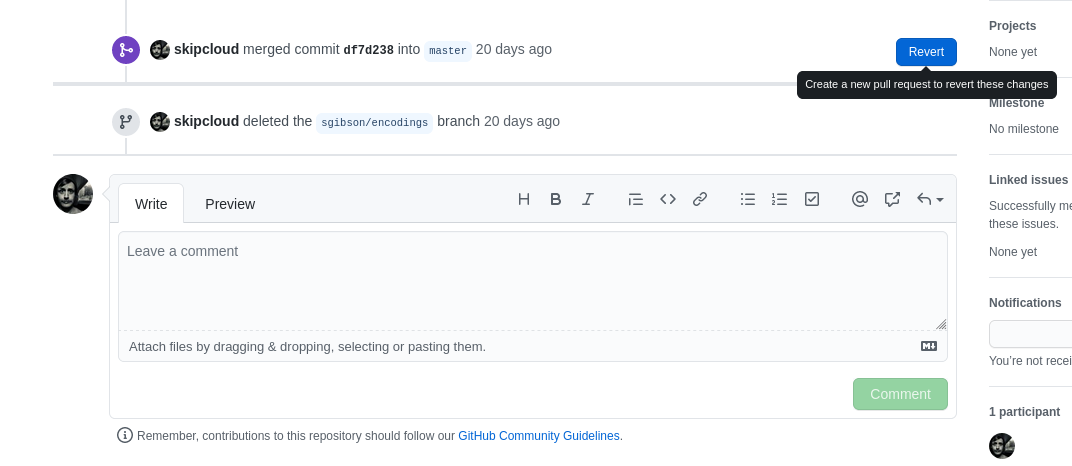 skipcloud merged commit df7d238 into master 20 days ago
Revert
Create a new pull request to revert these changes
skipcloud deleted the sgibson/encodings branch 20 days ago
Write Preview
Leave a comment
Attach files by dragging & dropping, selecting or pasting them.
Comment
Remember, contributions to this repository should follow our GitHub Community Guidelines.
Projects
None yet
Milestone
No milestone
Linked issues
Successfully me
these issues.
None yet
Notifications
You're not recei
1 participant